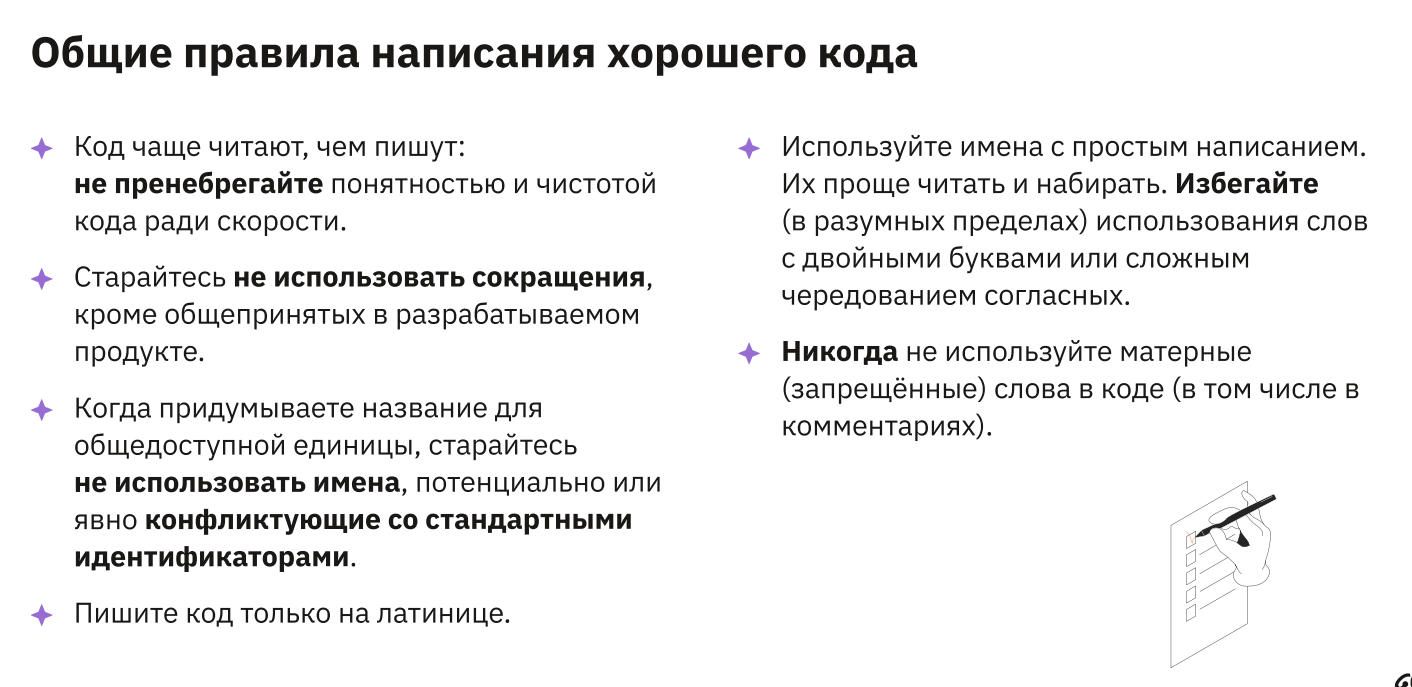 Общие правила написания хорошего кода
Код чаще читают, чем пишут:
не пренебрегайте понятностью и чистотой
кода ради скорости.
Старайтесь не использовать сокращения,
кроме общепринятых в разрабатываемом
продукте.
Когда придумываете название для
общедоступной единицы, старайтесь
не использовать имена, потенциально или
явно конфликтующие со стандартными
идентификаторами.
Пишите код только на латинице.
Используйте имена с простым написанием.
Их проще читать и набирать. Избегайте
(в разумных пределах) использования слов
с двойными буквами или сложным
чередованием согласных.
Никогда не используйте матерные
(запрещённые) слова в коде (в том числе в
комментариях).